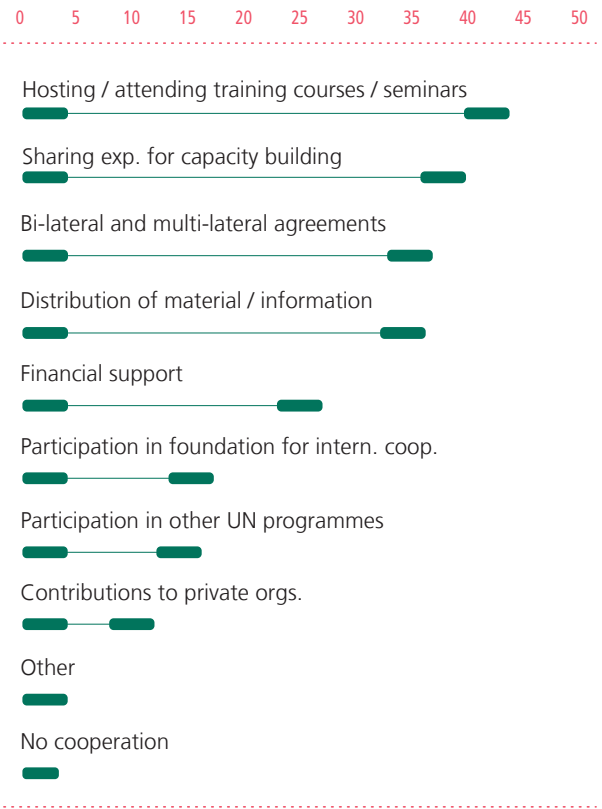 0 5 10 15 20 25 30 35 40 45 50
Hosting / attending training courses / seminars
Sharing exp. for capacity building
Bi-lateral and multi-lateral agreements
Distribution of material / information
Financial support
Participation in foundation for intern. coop.
Participation in other UN programmes
Contributions to private orgs.
Other
No cooperation